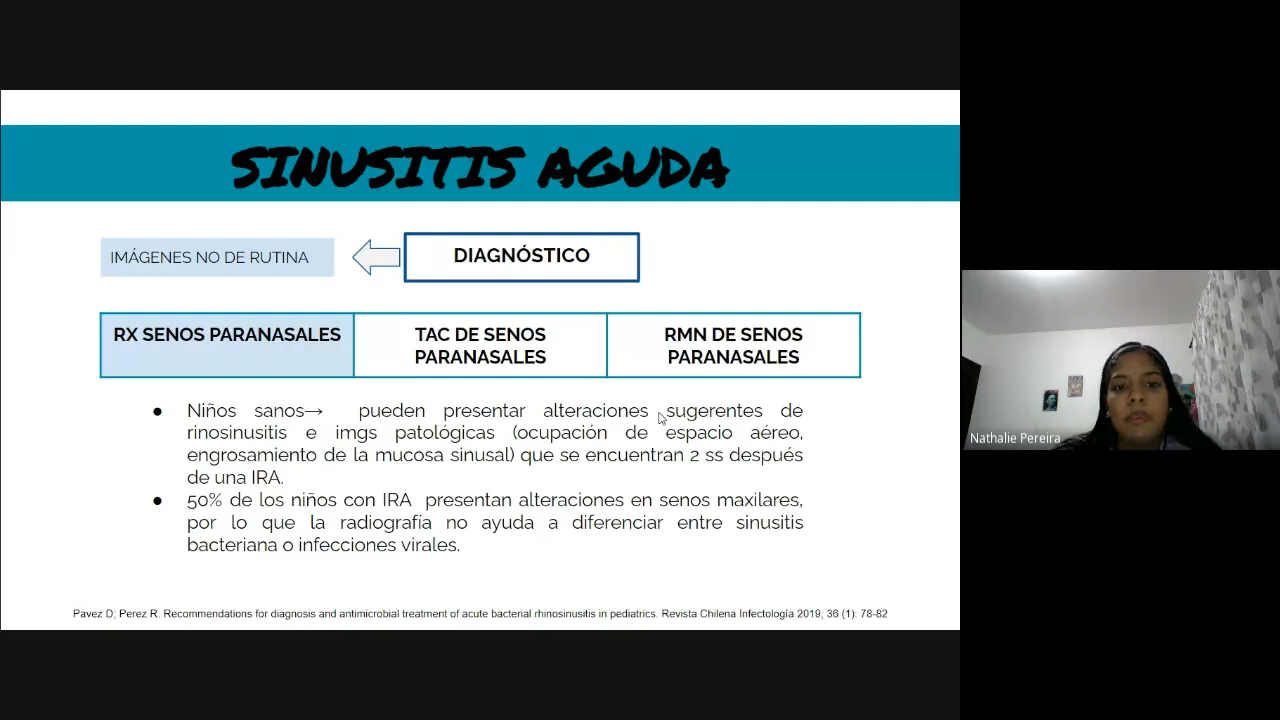 SINUSITIS AGUDA
IMÁGENES NO DE RUTINA
DIAGNÓSTICO
RX SENOS PARANASALES
TAC DE SENOS
PARANASALES
RMN DE SENOS
PARANASALES
● Niños sanos→ pueden presentar alteraciones sugerentes de
rinosinusitis e imgs patológicas (ocupación de espacio aéreo,
engrosamiento de la mucosa sinusal) que se encuentran 2 ss después
de una IRA.
● 50% de los niños con IRA presentan alteraciones en senos maxilares,
por lo que la radiografía no ayuda a diferenciar entre sinusitis
bacteriana o infecciones virales.
Pavez D; Perez R. Recommendations for diagnosis and antimicrobial treatment of acute bacterial rhinosinusitis in pediatrics. Revista Chilena Infectología 2019; 36 (1): 78-82
Nathalie Pereira